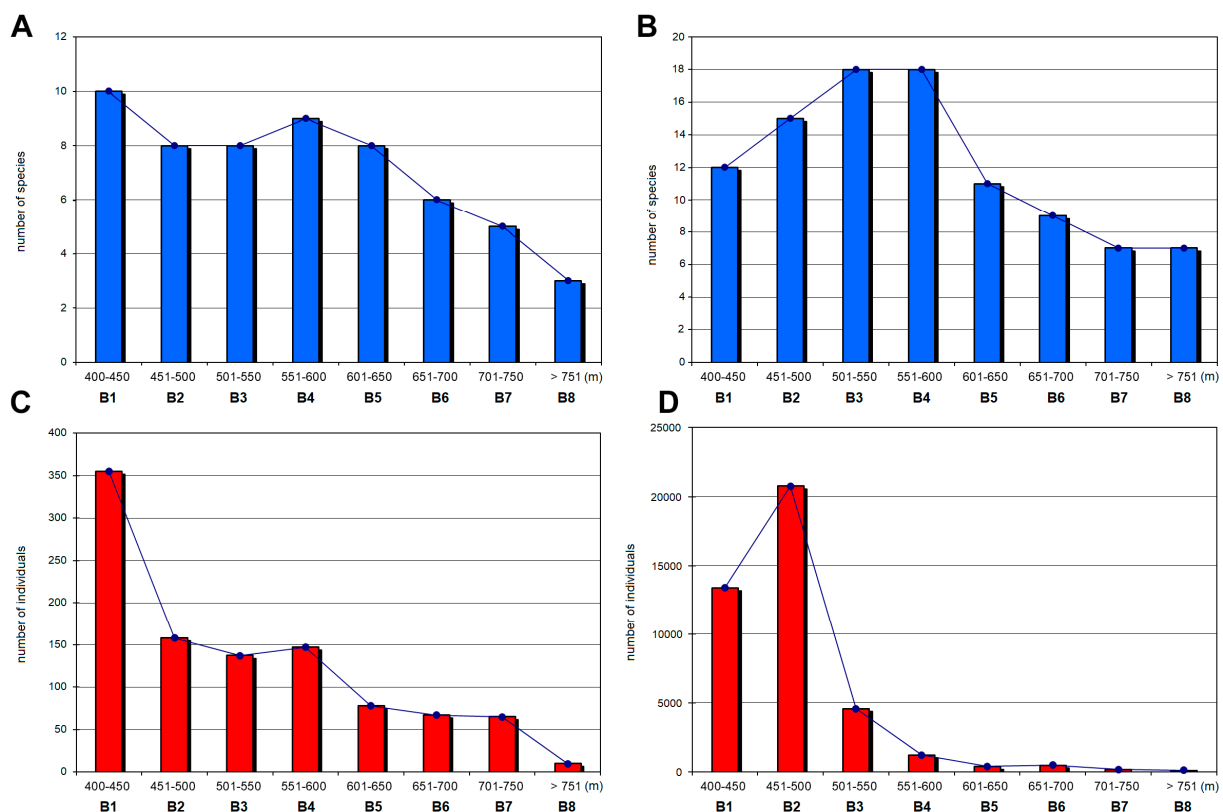 A
12
10
8
6
4
2
0
number of species
400-450 451-500 501-550 551-600 601-650 651-700 701-750 > 751 (m)
B1 B2 B3 B4 B5 B6 B7 B8
B
20
18
16
14
12
10
8
6
4
2
0
number of species
400-450 451-500 501-550 551-600 601-650 651-700 701-750 > 751 (m)
B1 B2 B3 B4 B5 B6 B7 B8
C
400
350
300
250
200
150
100
50
0
number of individuals
400-450 451-500 501-550 551-600 601-650 651-700 701-750 > 751 (m)
B1 B2 B3 B4 B5 B6 B7 B8
D
25000
20000
15000
10000
5000
0
number of individuals
400-450 451-500 501-550 551-600 601-650 651-700 701-750 > 751 (m)
B1 B2 B3 B4 B5 B6 B7 B8